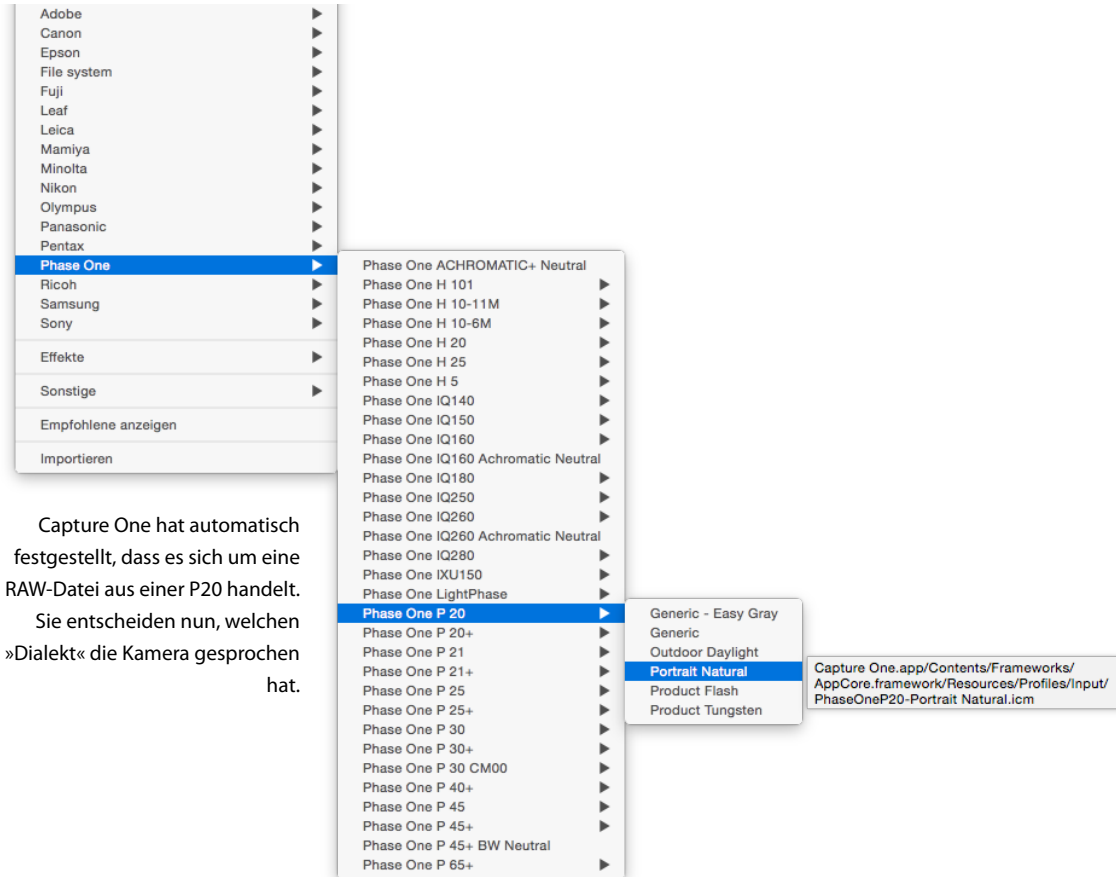 Adobe
Canon
Epson
File system
Fuji
Leaf
Leica
Mamiya
Minolta
Nikon
Olympus
Panasonic
Pentax
Phase One
Ricoh
Samsung
Sony
Effekte
Sonstige
Empfohlene anzeigen
Importieren
Capture One hat automatisch
festgestellt, dass es sich um eine
RAW-Datei aus einer P20 handelt.
Sie entscheiden nun, welchen
»Dialekt« die Kamera gesprochen
hat.
Phase One ACHROMATIC+ Neutral
Phase One H 101
Phase One H 10-11M
Phase One H 10-6M
Phase One H 20
Phase One H 25
Phase One H 5
Phase One IQ140
Phase One IQ150
Phase One IQ160
Phase One IQ160 Achromatic Neutral
Phase One IQ180
Phase One IQ250
Phase One IQ260
Phase One IQ260 Achromatic Neutral
Phase One IQ280
Phase One IXU150
Phase One LightPhase
Phase One P 20
Phase One P 20+
Phase One P 21
Phase One P 21+
Phase One P 25
Phase One P 25+
Phase One P 30
Phase One P 30+
Phase One P 30 CM00
Phase One P 40+
Phase One P 45
Phase One P 45+
Phase One P 45+ BW Neutral
Phase One P 65+
Generic - Easy Gray
Generic
Outdoor Daylight
Portrait Natural
Product Flash
Product Tungsten
Capture One.app/Contents/Frameworks/
AppCore.framework/Resources/Profiles/Input/
PhaseOneP20-Portrait Natural.icm